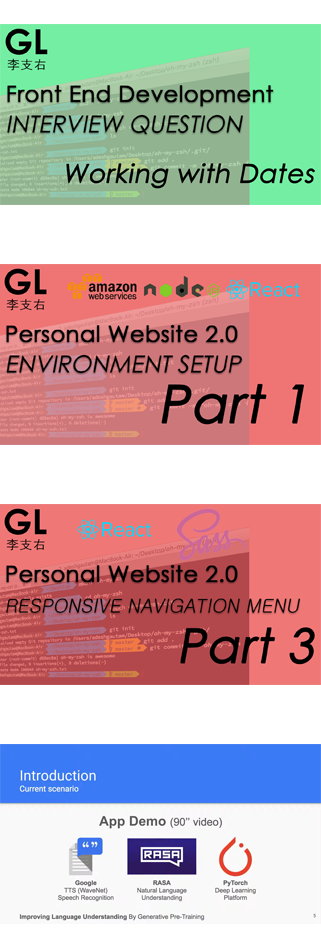 GL
李支右
Front End Development
INTERVIEW QUESTION
Working with Dates
GL
李支右
amazon
web services
node
React
Personal Website 2.0
ENVIRONMENT SETUP
Part 1
GL
李支右
React
Sass
Personal Website 2.0
RESPONSIVE NAVIGATION MENU
Part 3
Introduction
Current scenario
App Demo (90” video)
“ ”
RASA
Google
TTS (WaveNet)
Speech Recognition
RASA
Natural Language
Understanding
PyTorch
Deep Learning
Platform
Improving Language Understanding By Generative Pre-Training